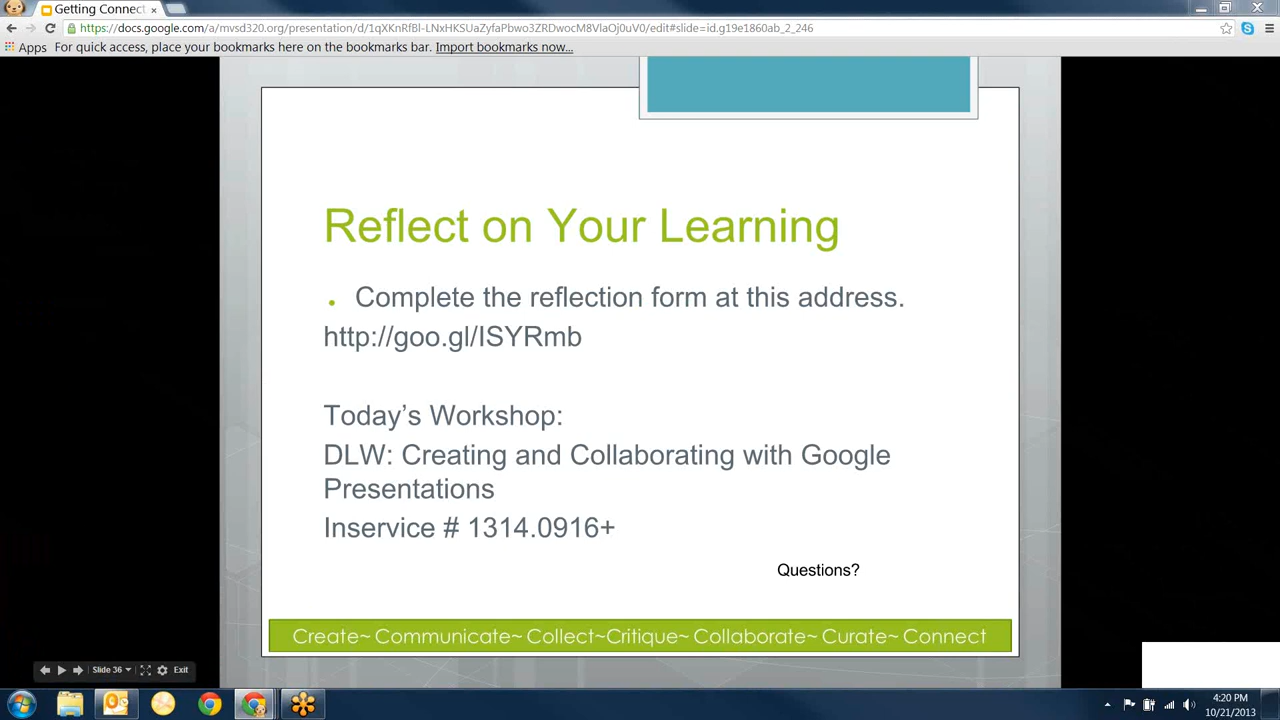 Getting Connect
https://docs.google.com/a/mvsd320.org/presentation/d/1qXKnRfBl-LNxHKSUaZyfaPbwo3ZRDwocM8VlaOj0uV0/edit#slide=id.g19e1860ab_2_246
Apps For quick access, place your bookmarks here on the bookmarks bar. Import bookmarks now...
Reflect on Your Learning
• Complete the reflection form at this address.
http://goo.gl/ISYRmb
Today's Workshop:
DLW: Creating and Collaborating with Google
Presentations
Inservice # 1314.0916+
Questions?
Create~ Communicate~ Collect~Critique~ Collaborate~ Curate~ Connect
Slide 36 Exit
4:20 PM
10/21/2013